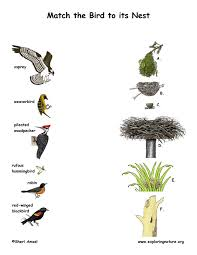 Match the Bird to its Nest
osprey
weaverbird
pileated
woodpecker
rufous
hummingbird
robin
red-winged
blackbird
©Sheri Amsel
www.exploringnature.org